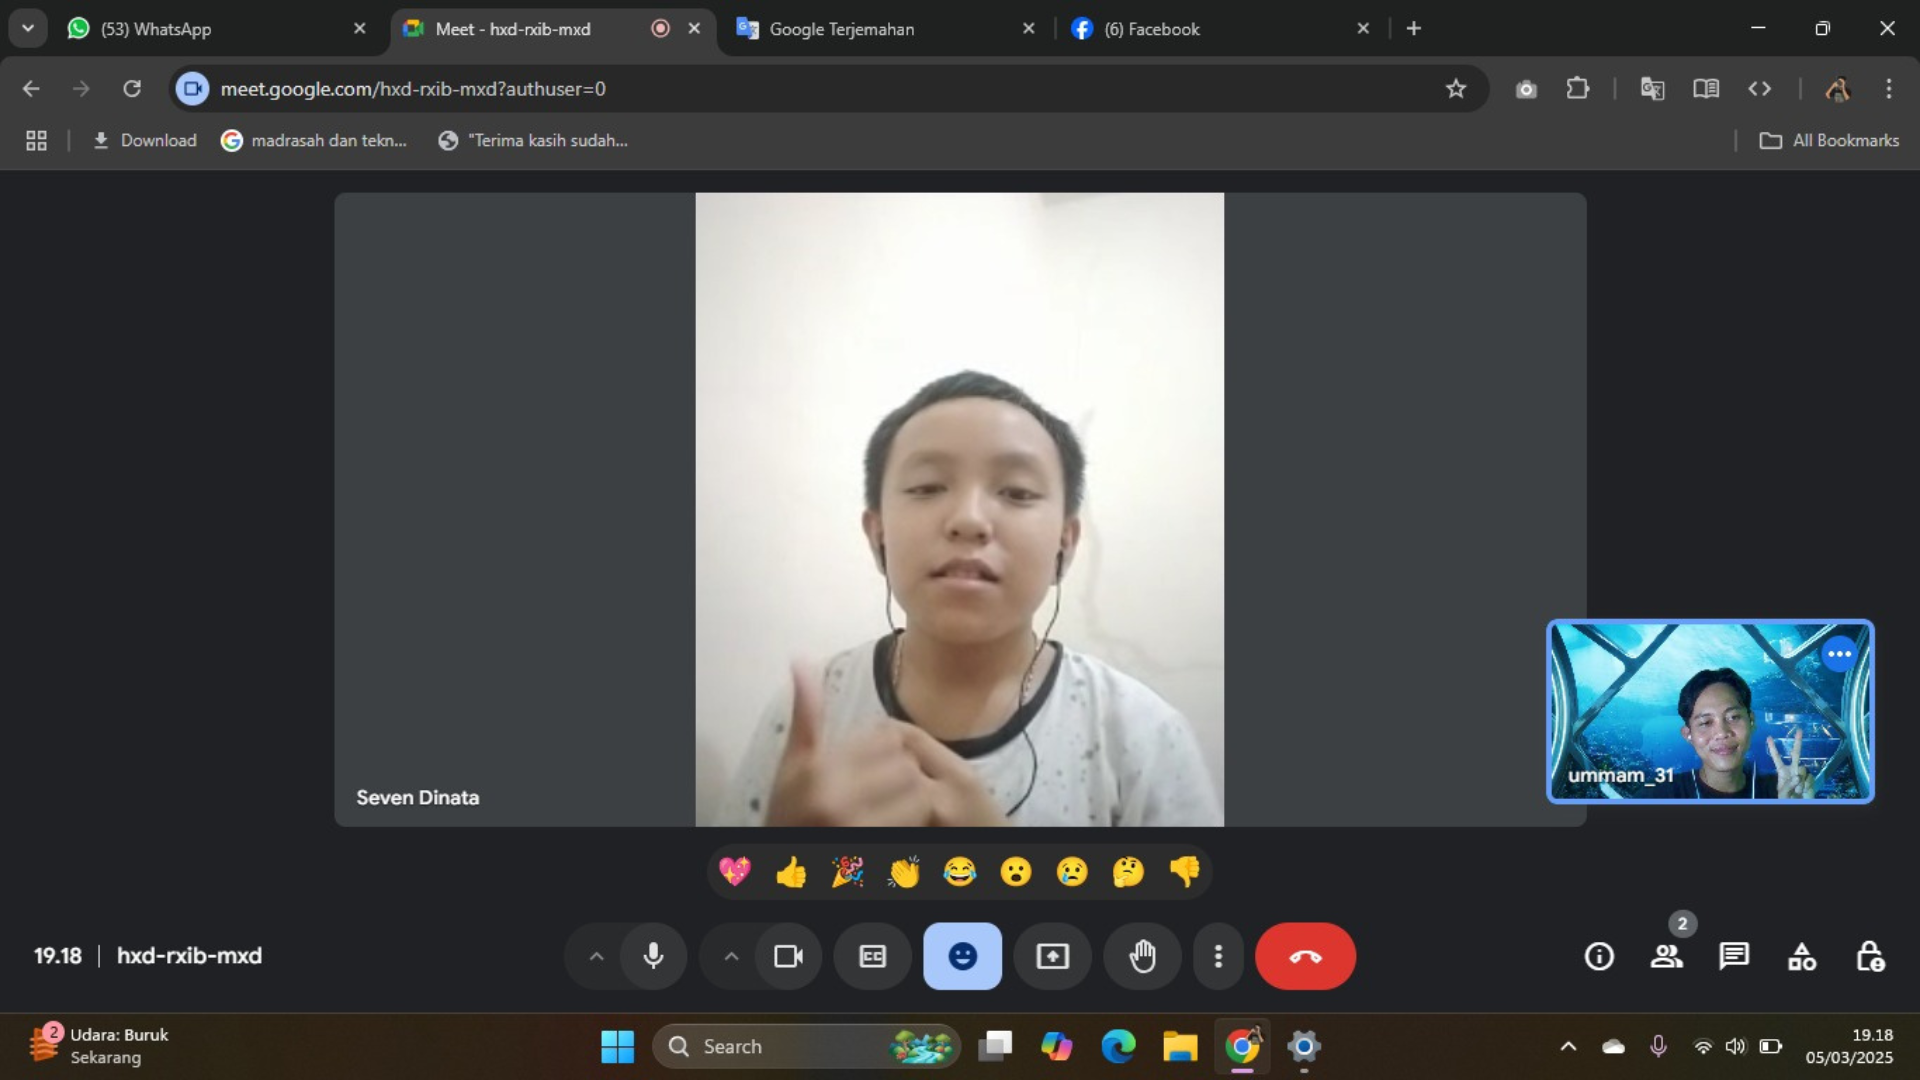 (53) WhatsApp
Meet - hxd-rxib-mxd
Google Terjemahan
(6) Facebook
meet.google.com/hxd-rxib-mxd?authuser=0
Download
madrasah dan tekn...
"Terima kasih sudah...
All Bookmarks
Seven Dinata
ummam_31
2
19.18 | hxd-rxib-mxd
CC
2
Udara: Buruk
Sekarang
Search
19.18
05/03/2025